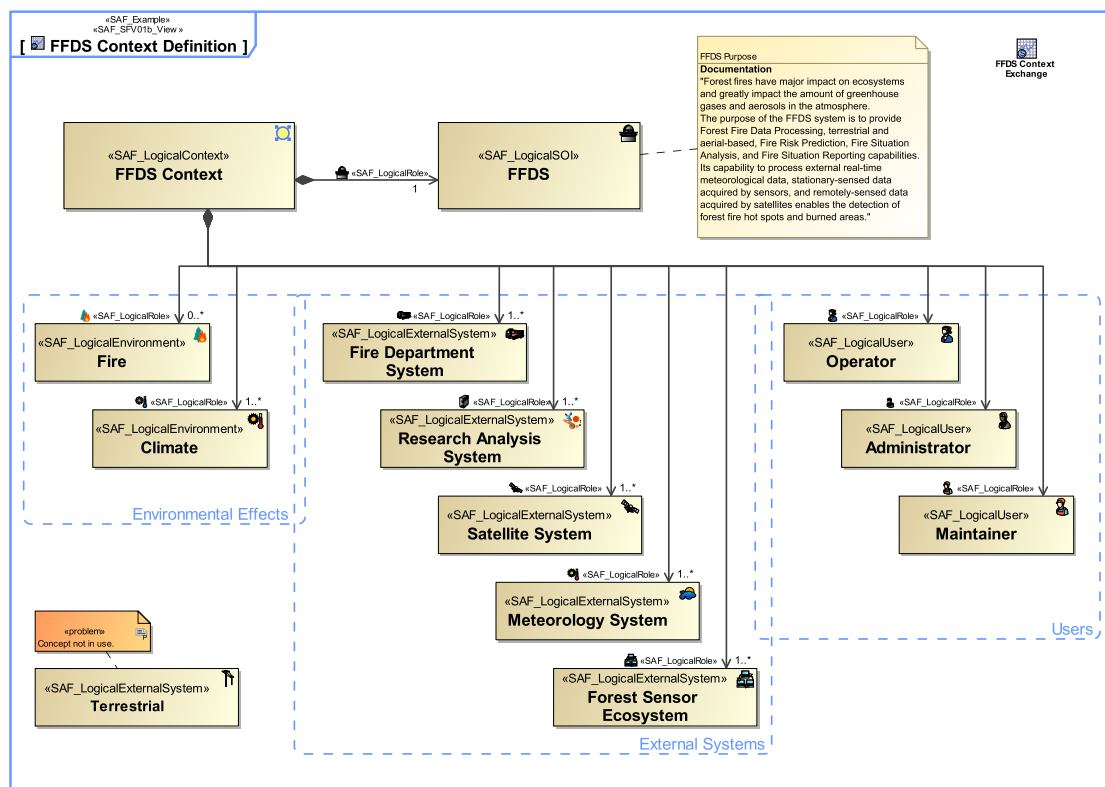 «SAF_Example»
«SAF_SFV01b_View »
[ FFDS Context Definition ]
FFDS Context
Exchange
FFDS Purpose
Documentation
"Forest fires have major impact on ecosystems
and greatly impact the amount of greenhouse
gases and aerosols in the atmosphere.
The purpose of the FFDS system is to provide
Forest Fire Data Processing, terrestrial and
aerial-based, Fire Risk Prediction, Fire Situation
Analysis, and Fire Situation Reporting capabilities.
Its capability to process external real-time
meteorological data, stationary-sensed data
acquired by sensors, and remotely-sensed data
acquired by satellites enables the detection of
forest fire hot spots and burned areas."
«SAF_LogicalContext»
FFDS Context
«SAF_LogicalRole»
1
«SAF_LogicalSOI»
FFDS
«SAF_LogicalRole» 0..*
«SAF_LogicalEnvironment»
Fire
«SAF_LogicalRole» 1..*
«SAF_LogicalEnvironment»
Climate
Environmental Effects
«SAF_LogicalRole» 1..*
«SAF_LogicalExternalSystem»
Fire Department
System
«SAF_LogicalRole» 1..*
«SAF_LogicalExternalSystem»
Research Analysis
System
«SAF_LogicalRole» 1..*
«SAF_LogicalExternalSystem»
Satellite System
«SAF_LogicalRole» 1..*
«SAF_LogicalExternalSystem»
Meteorology System
«SAF_LogicalRole» 1..*
«SAF_LogicalExternalSystem»
Forest Sensor
Ecosystem
External Systems
«SAF_LogicalRole»
«SAF_LogicalUser»
Operator
«SAF_LogicalRole»
«SAF_LogicalUser»
Administrator
«SAF_LogicalRole»
«SAF_LogicalUser»
Maintainer
Users
«problem»
Concept not in use.
«SAF_LogicalExternalSystem»
Terrestrial